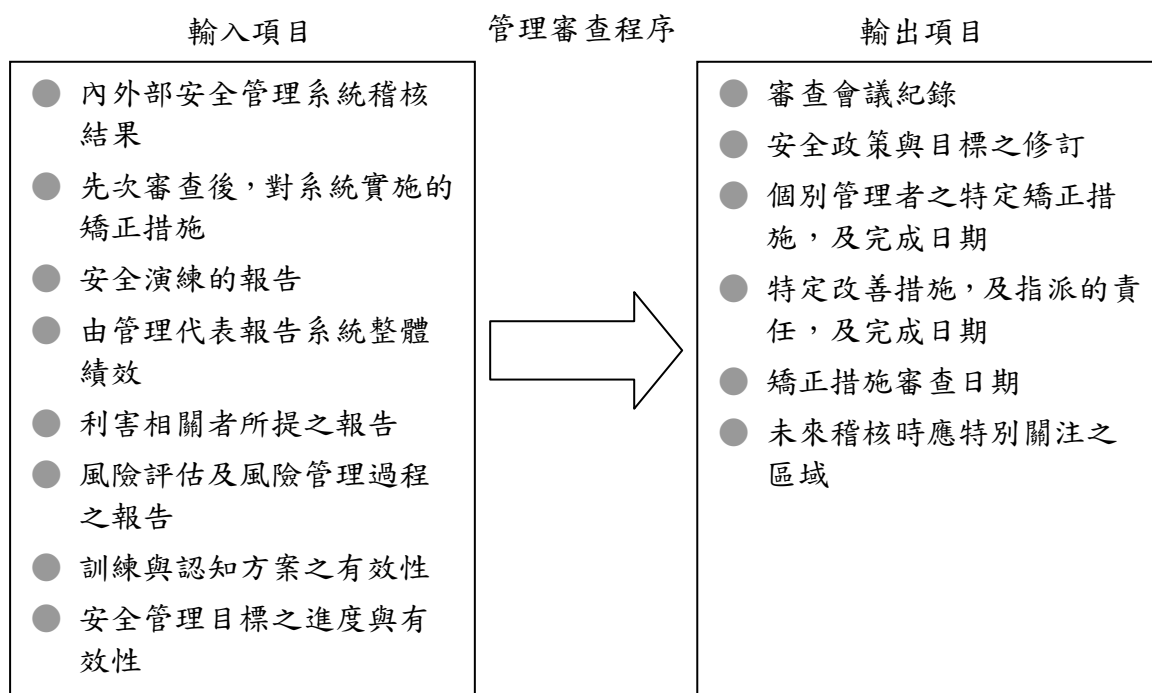 輸入項目
管理審查程序
輸出項目
● 內外部安全管理系統稽核
結果
● 先次審查後，對系統實施的
矯正措施
● 安全演練的報告
● 由管理代表報告系統整體
績效
● 利害相關者所提之報告
● 風險評估及風險管理過程
之報告
● 訓練與認知方案之有效性
● 安全管理目標之進度與有
效性
● 審查會議紀錄
● 安全政策與目標之修訂
● 個別管理者之特定矯正措
施，及完成日期
● 特定改善措施，及指派的責
任，及完成日期
● 矯正措施審查日期
● 未來稽核時應特別關注之
區域